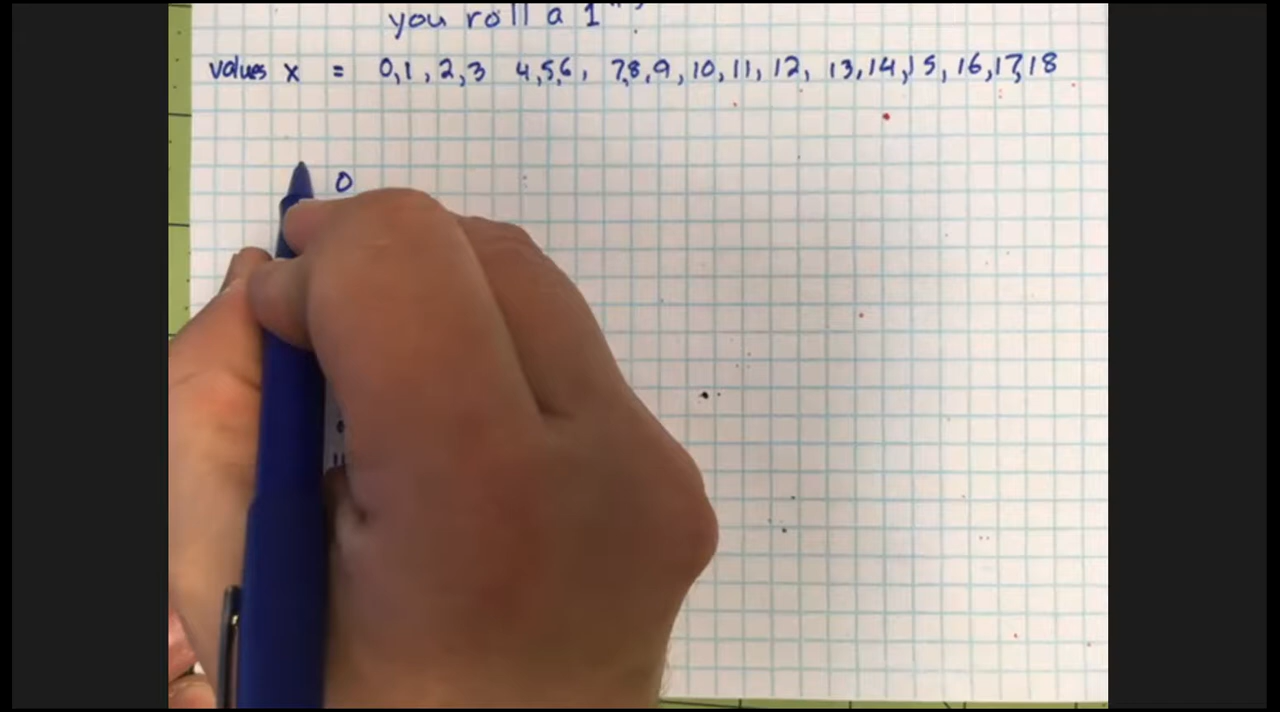 you roll a 1"
values x = 0,1,2,3 4,5,6, 7,8,9,10,11,12, 13,14,15,16,17,18
0